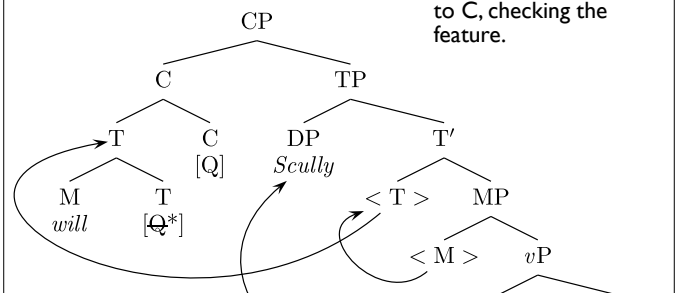 to C, checking the
feature.
CP
C TP
T C DP T′
[Q] Scully
M T < T > MP
will [Q*]
< M > vP